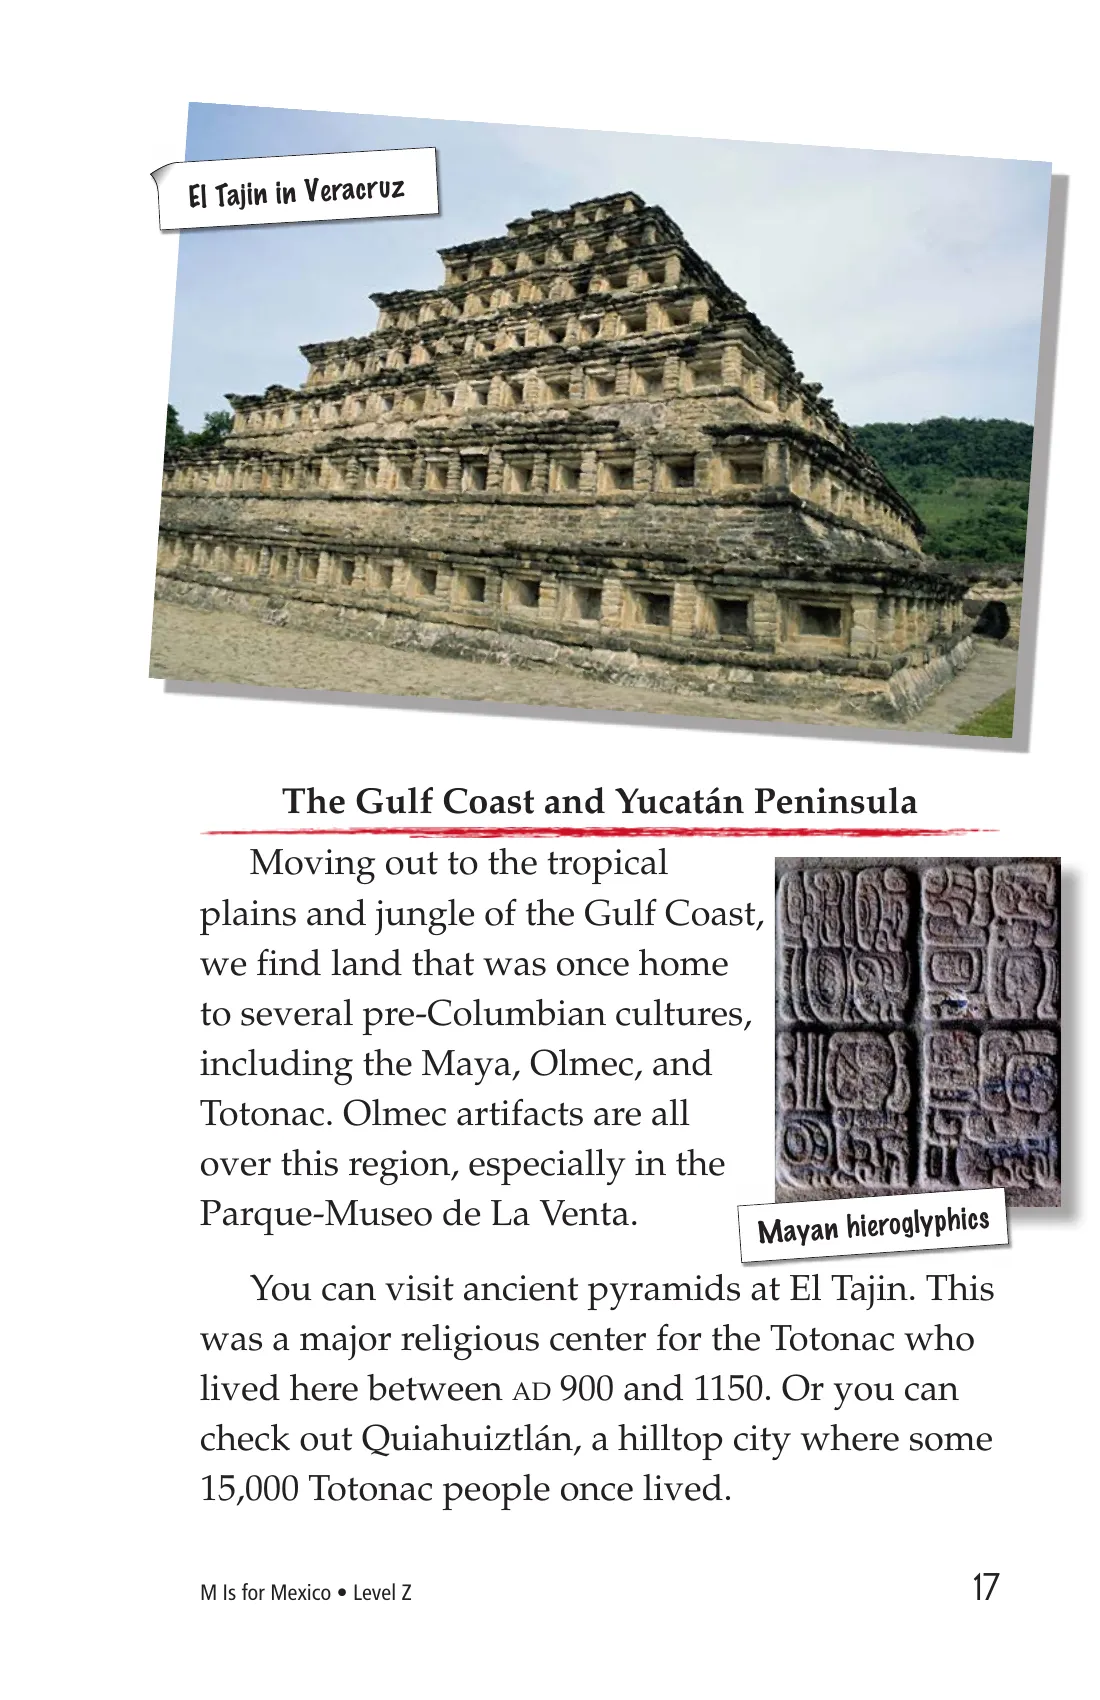 El Tajin in Veracruz
The Gulf Coast and Yucatán Peninsula
Moving out to the tropical
plains and jungle of the Gulf Coast,
we find land that was once home
to several pre-Columbian cultures,
including the Maya, Olmec, and
Totonac. Olmec artifacts are all
over this region, especially in the
Parque-Museo de La Venta.
Mayan hieroglyphics
You can visit ancient pyramids at El Tajin. This
was a major religious center for the Totonac who
lived here between AD 900 and 1150. Or you can
check out Quiahuiztlán, a hilltop city where some
15,000 Totonac people once lived.
M Is for Mexico • Level Z
17